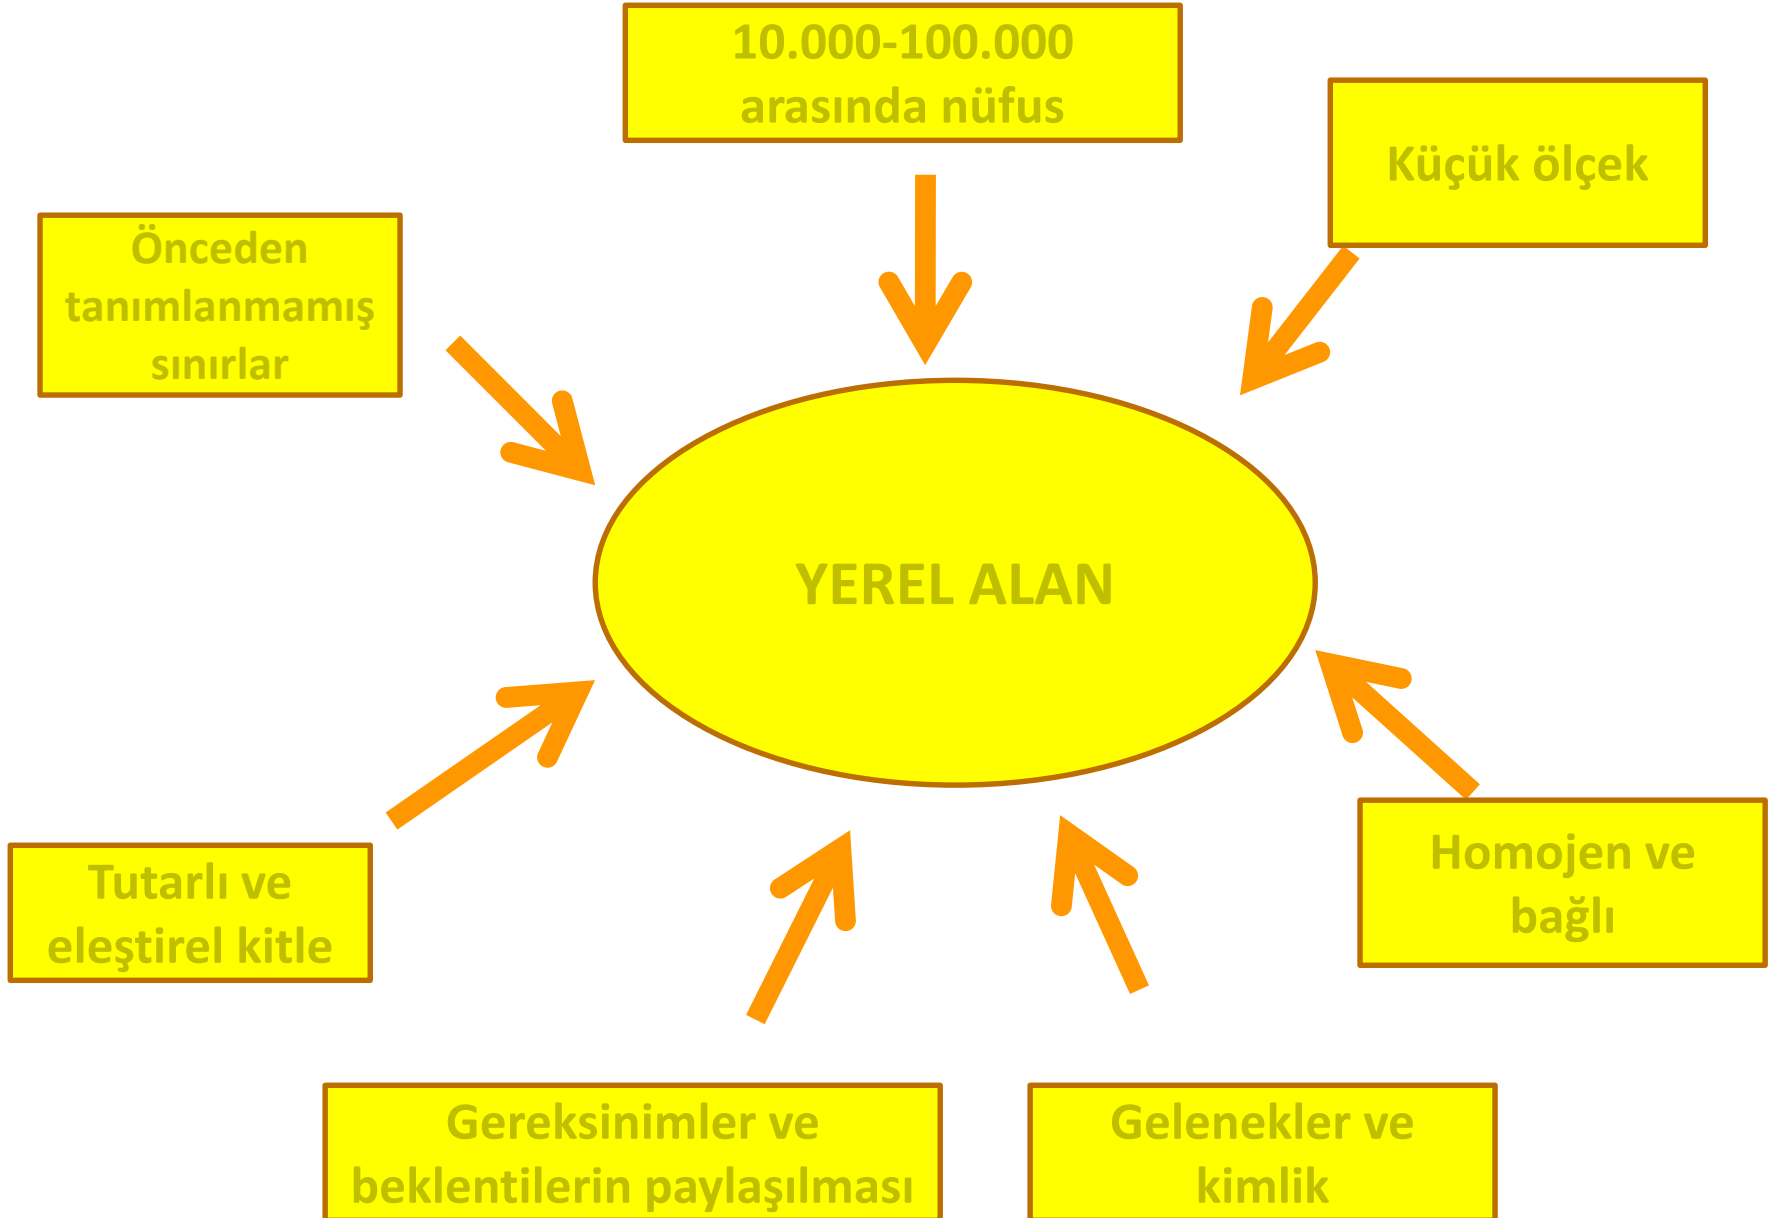 10.000-100.000
arasında nüfus
Küçük ölçek
Önceden
tanımlanmamış
sınırlar
YEREL ALAN
Tutarlı ve
eleştirel kitle
Homojen ve
bağlı
Gereksinimler ve
beklentilerin paylaşılması
Gelenekler ve
kimlik